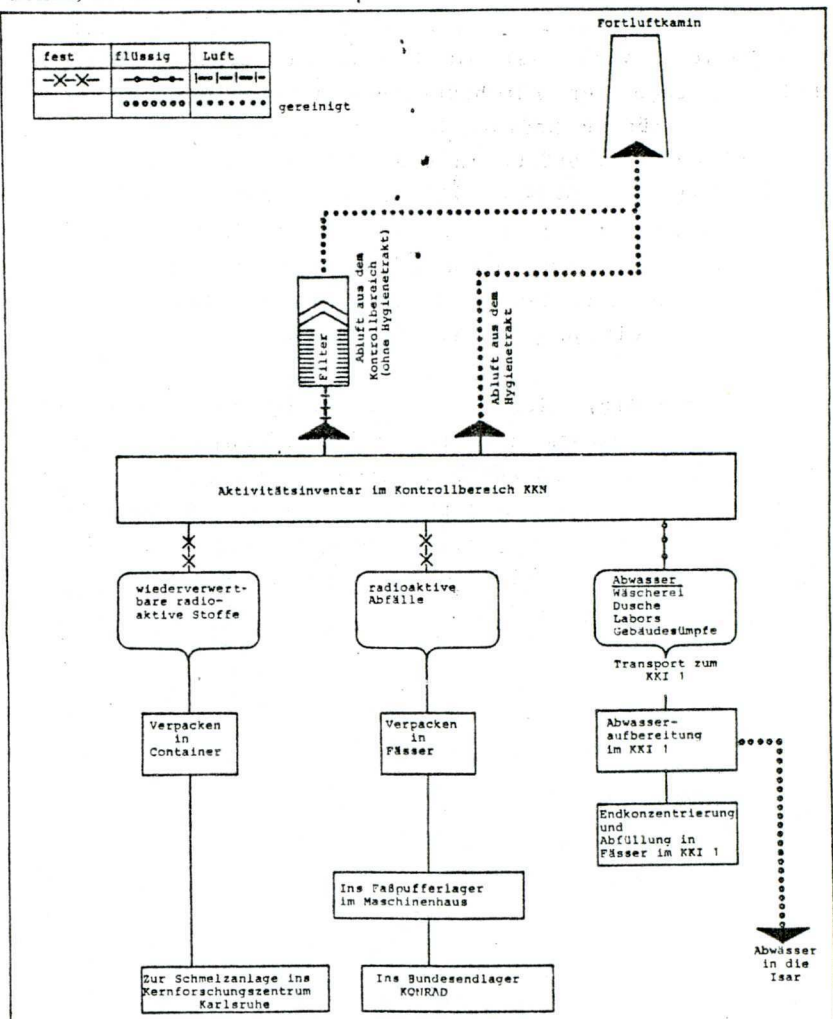 Fortluftkamin
fest flüssig Luft
gereinigt
Filter
Abluft aus dem
Kontrollbereich
(ohne Hygienetrakt)
Abluft aus dem
Hygienetrakt
Aktivitätsinventar im Kontrollbereich KKN
wiederverwert-
bare radio-
aktive Stoffe
radioaktive
Abfälle
Abwasser
Wäscherei
Dusche
Labors
Gebäudesümpfe
Transport zum
KKI 1
Verpacken
in
Container
Verpacken
in
Fässer
Abwasser-
aufbereitung
im KKI 1
Endkonzentrierung
und
Abfüllung in
Fässer im KKI 1
Ins Faßpufferlager
im Maschinenhaus
Zur Schmelzanlage ins
Kernforschungszentrum
Karlsruhe
Ins Bundesendlager
KONRAD
Abwässer
in die
Isar